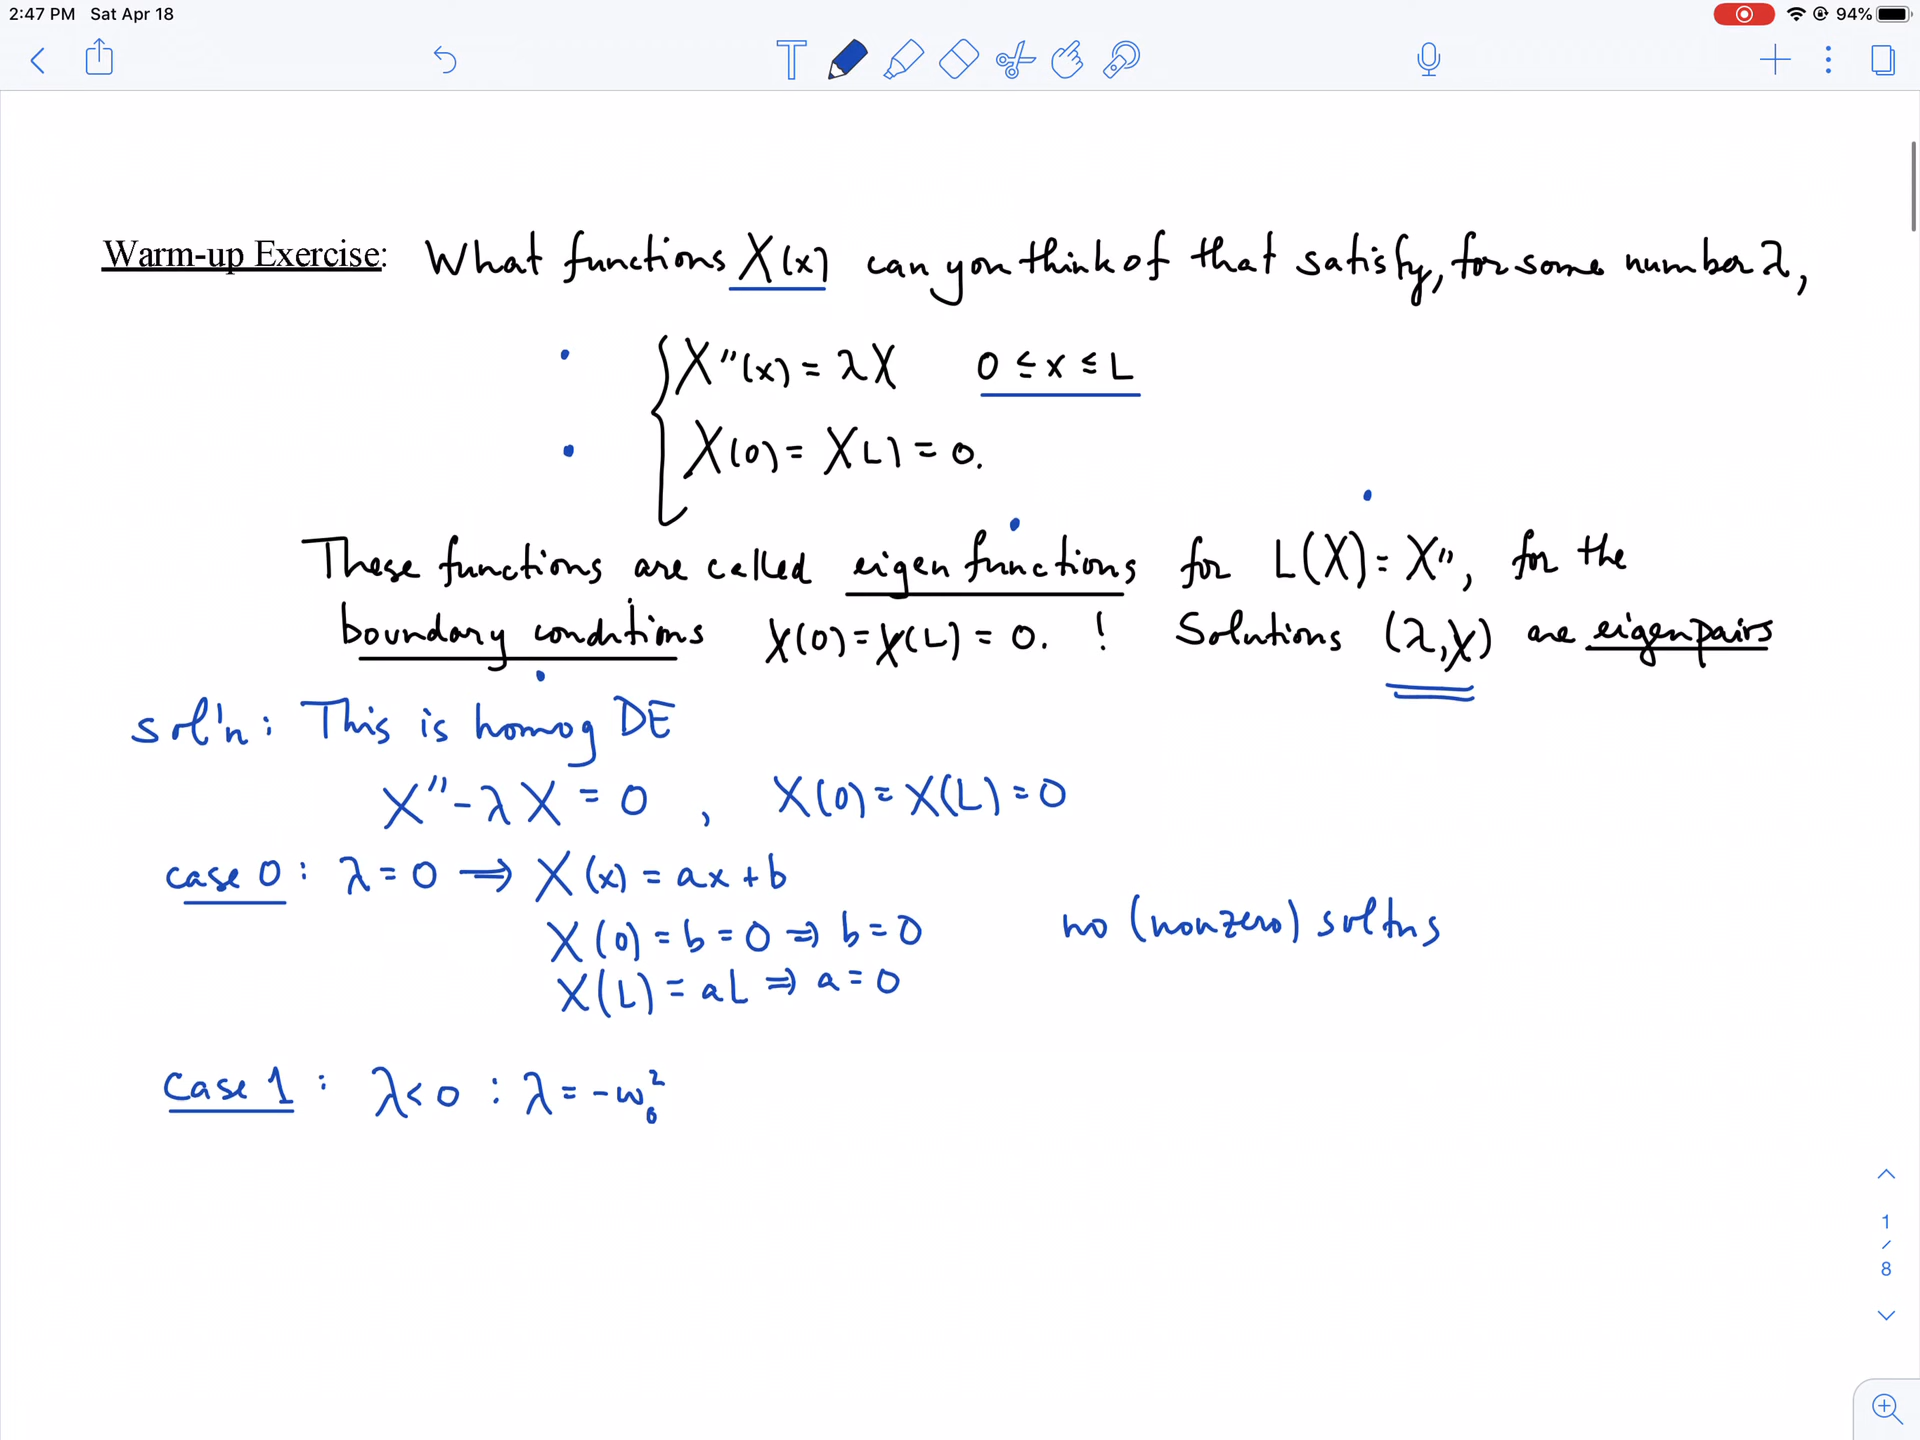 2:47 PM Sat Apr 18
94%
Warm-up Exercise: What functions X(x) can you think of that satisfy, for some number λ,
X''(x) = λX 0 ≤ x ≤ L
X(0) = X(L) = 0.
These functions are called eigenfunctions for L(X) = X'', for the
boundary conditions X(0) = X(L) = 0. ! Solutions (λ,X) are eigenpairs
sol'n: This is homog DE
X'' - λX = 0 , X(0) = X(L) = 0
case 0: λ = 0 ⟹ X(x) = ax + b
X(0) = b = 0 ⇒ b = 0 no (nonzero) soltns
X(L) = aL ⇒ a = 0
Case 1: λ < 0 : λ = -ω₀²
1
/
8